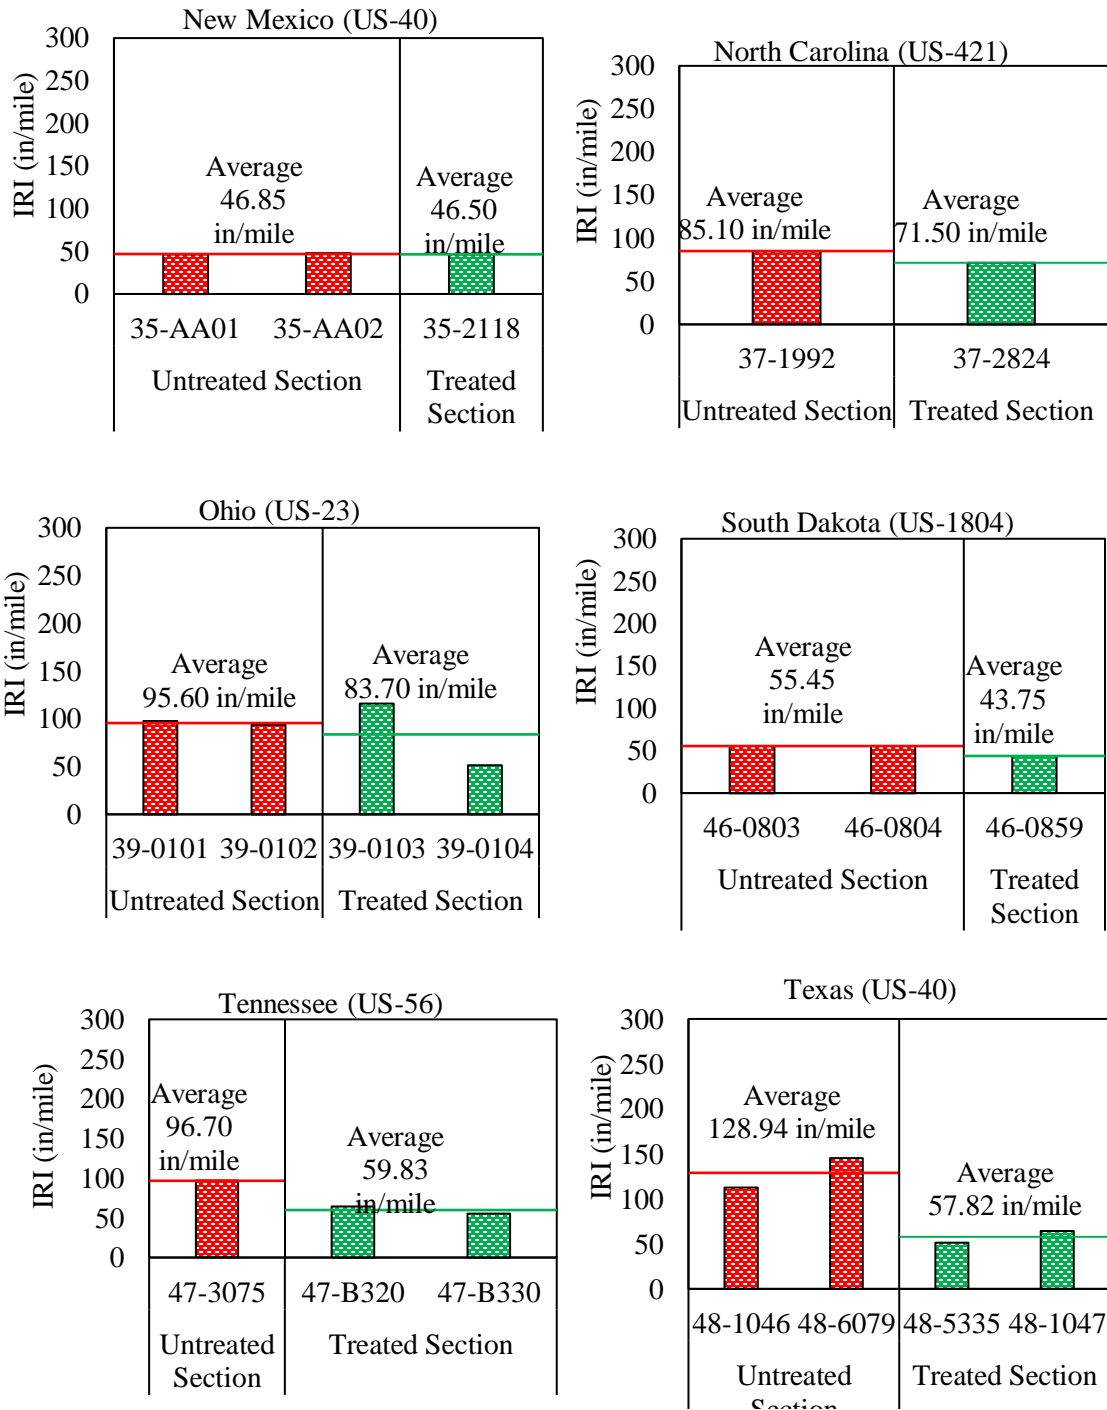 New Mexico (US-40)
IRI (in/mile)
300
250
200
150
100
50
0
Average
46.85
in/mile
Average
46.50
in/mile
35-AA01
35-AA02
35-2118
Untreated Section
Treated
Section
North Carolina (US-421)
IRI (in/mile)
300
250
200
150
100
50
0
Average
85.10 in/mile
Average
71.50 in/mile
37-1992
37-2824
Untreated Section
Treated Section
Ohio (US-23)
IRI (in/mile)
300
250
200
150
100
50
0
Average
95.60 in/mile
Average
83.70 in/mile
39-0101
39-0102
39-0103
39-0104
Untreated Section
Treated Section
South Dakota (US-1804)
IRI (in/mile)
300
250
200
150
100
50
0
Average
55.45
in/mile
Average
43.75
in/mile
46-0803
46-0804
46-0859
Untreated Section
Treated
Section
Tennessee (US-56)
IRI (in/mile)
300
250
200
150
100
50
0
Average
96.70
in/mile
Average
59.83
in/mile
47-3075
47-B320
47-B330
Untreated
Section
Treated Section
Texas (US-40)
IRI (in/mile)
300
250
200
150
100
50
0
Average
128.94 in/mile
Average
57.82 in/mile
48-1046
48-6079
48-5335
48-1047
Untreated
Section
Treated Section